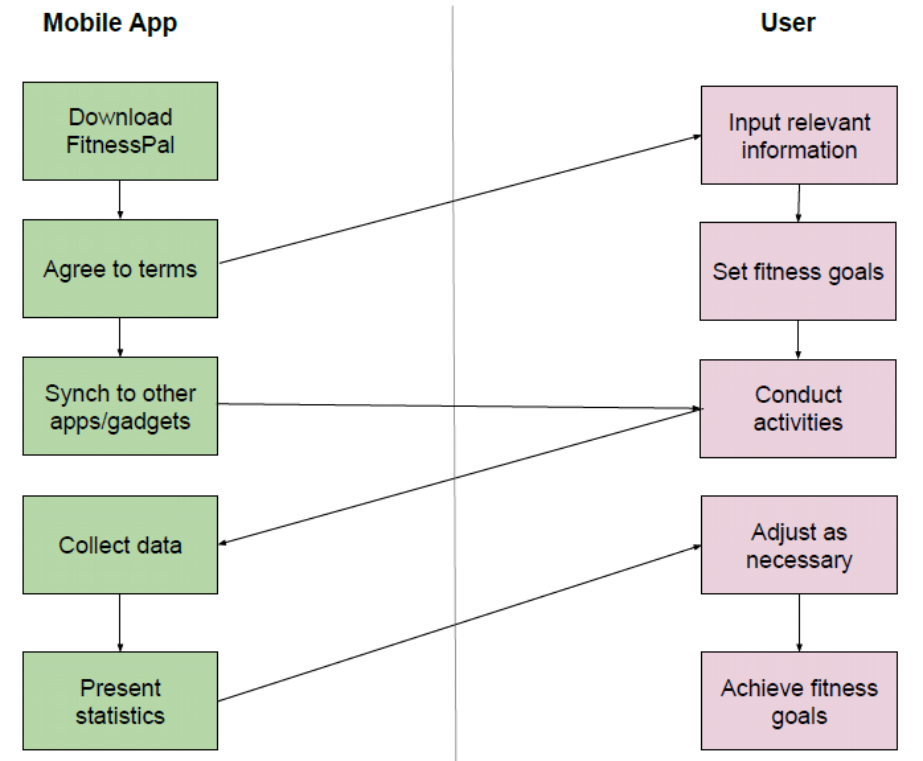 Mobile App
User
Download
FitnessPal
Agree to terms
Synch to other
apps/gadgets
Collect data
Present
statistics
Input relevant
information
Set fitness goals
Conduct
activities
Adjust as
necessary
Achieve fitness
goals